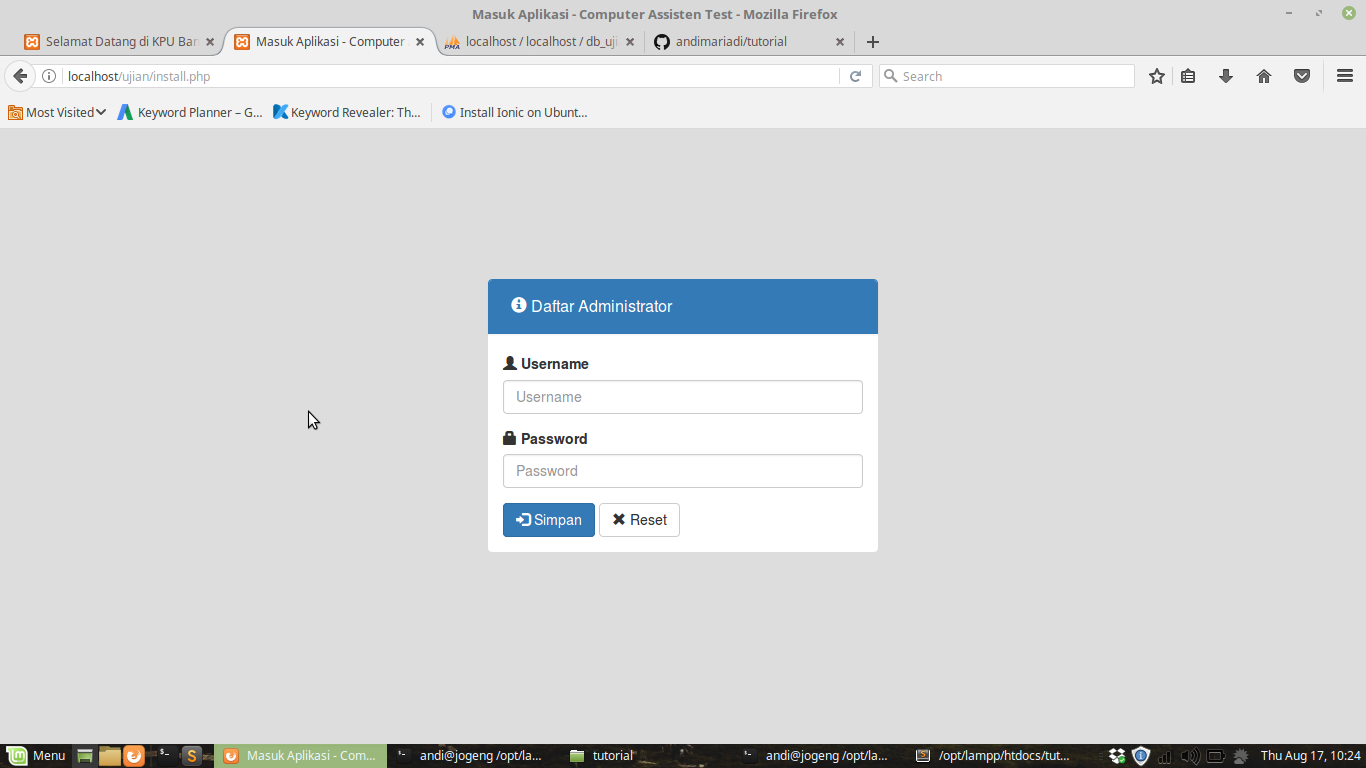 Masuk Aplikasi - Computer Assisten Test - Mozilla Firefox
Selamat Datang di KPU Bar
Masuk Aplikasi - Computer
PMA localhost / localhost / db_uji
andimariadi/tutorial
localhost/ujian/install.php
Search
Most Visited
Keyword Planner – G...
Keyword Revealer: Th...
Install Ionic on Ubunt...
Daftar Administrator
Username
Username
Password
Password
Simpan
Reset
Menu
Masuk Aplikasi - Com...
andi@jogeng /opt/la...
tutorial
andi@jogeng /opt/la...
/opt/lampp/htdocs/tut...
Thu Aug 17, 10:24